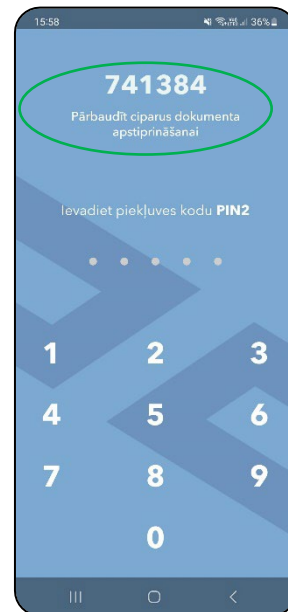 15:58 36%
741384
Pārbaudīt ciparus dokumenta
apstiprināšanai
Ievadiet piekļuves kodu PIN2
1 2 3
4 5 6
7 8 9
0